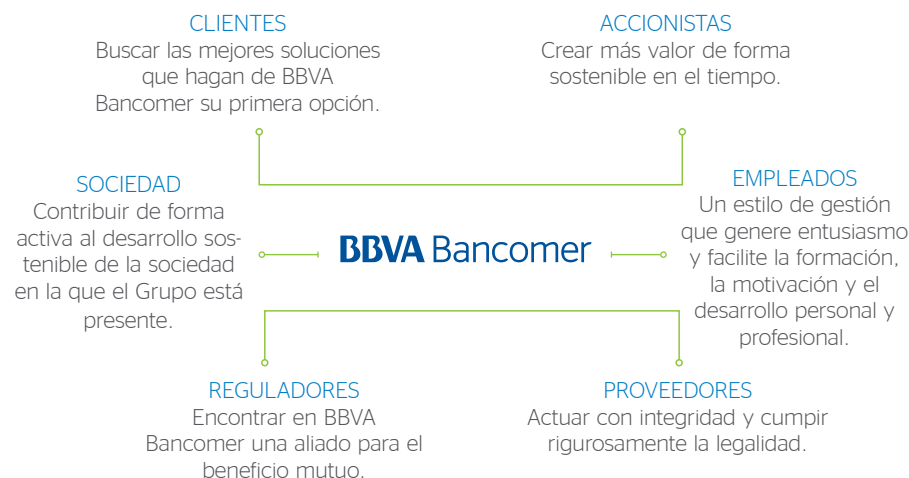 CLIENTES
Buscar las mejores soluciones
que hagan de BBVA
Bancomer su primera opción.
ACCIONISTAS
Crear más valor de forma
sostenible en el tiempo.
SOCIEDAD
Contribuir de forma
activa al desarrollo sos-
tenible de la sociedad
en la que el Grupo está
presente.
BBVA Bancomer
EMPLEADOS
Un estilo de gestión
que genere entusiasmo
y facilite la formación,
la motivación y el
desarrollo personal y
profesional.
REGULADORES
Encontrar en BBVA
Bancomer una aliado para el
beneficio mutuo.
PROVEEDORES
Actuar con integridad y cumpir
rigurosamente la legalidad.